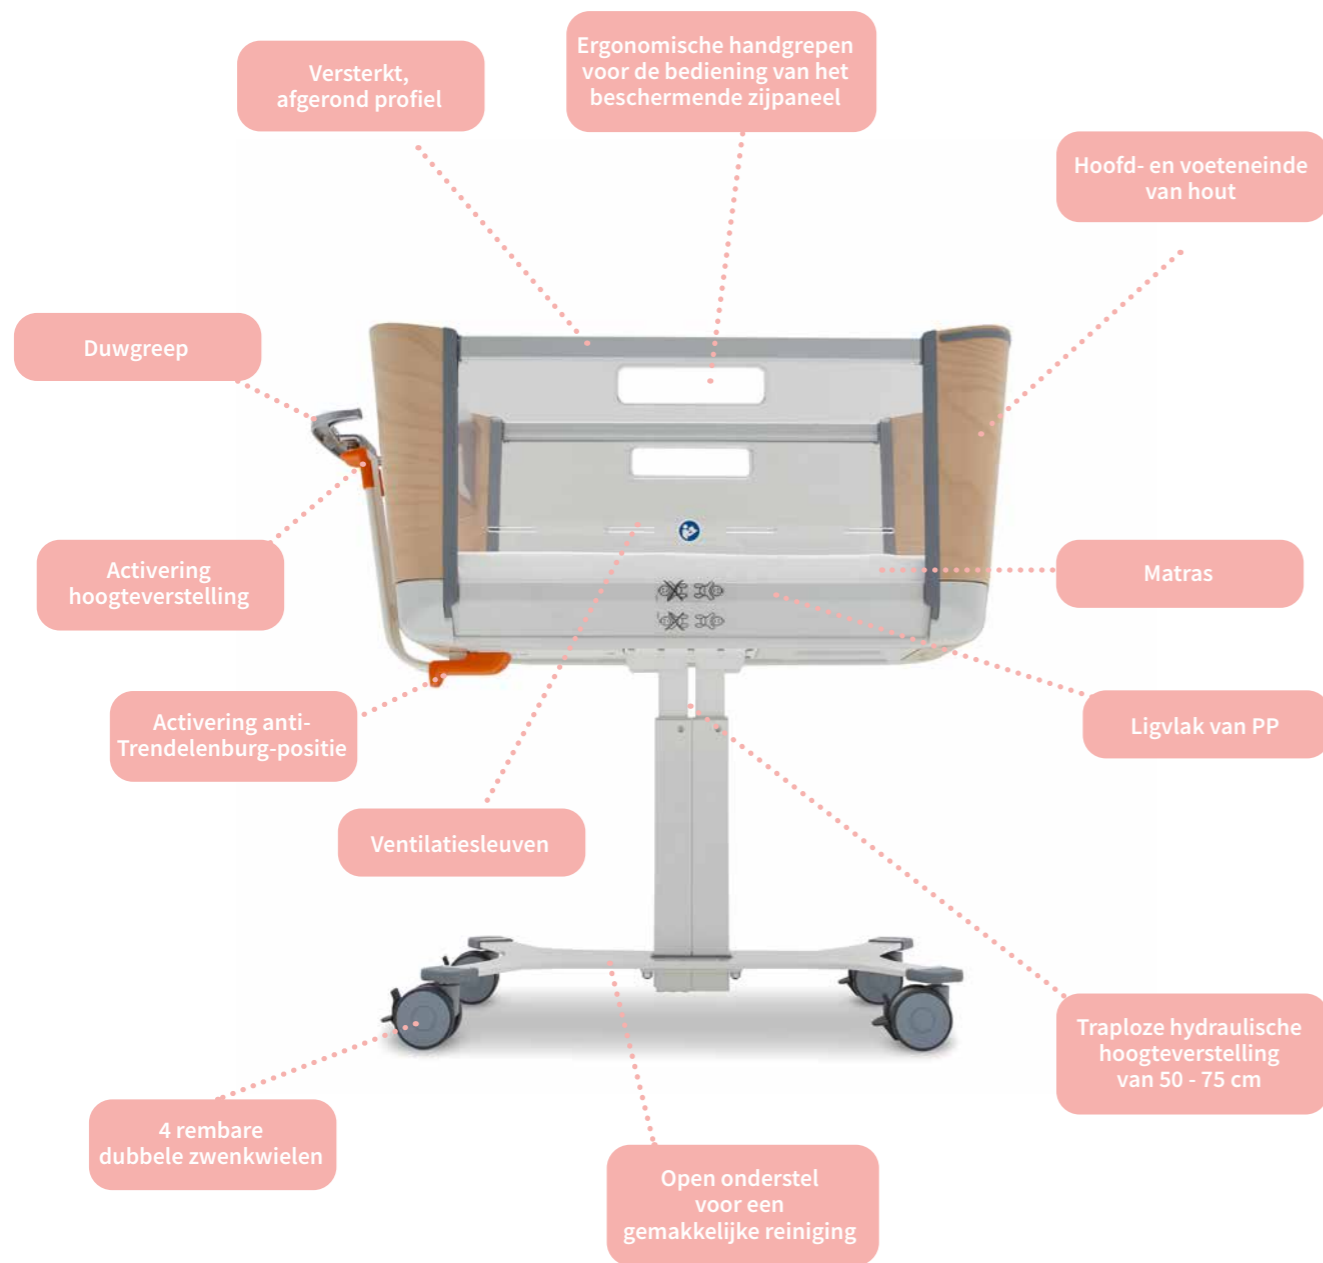 Ergonomische handgrepen
voor de bediening van het
beschermende zijpaneel
Versterkt,
afgerond profiel
Hoofd- en voeteneinde
van hout
Duwgreep
Activering
hoogteverstelling
Matras
Activering anti-
Trendelenburg-positie
Ligvlak van PP
Ventilatiesleuven
Traploze hydraulische
hoogteverstelling
van 50 - 75 cm
4 rembare
dubbele zwenkwielen
Open onderstel
voor een
gemakkelijke reiniging